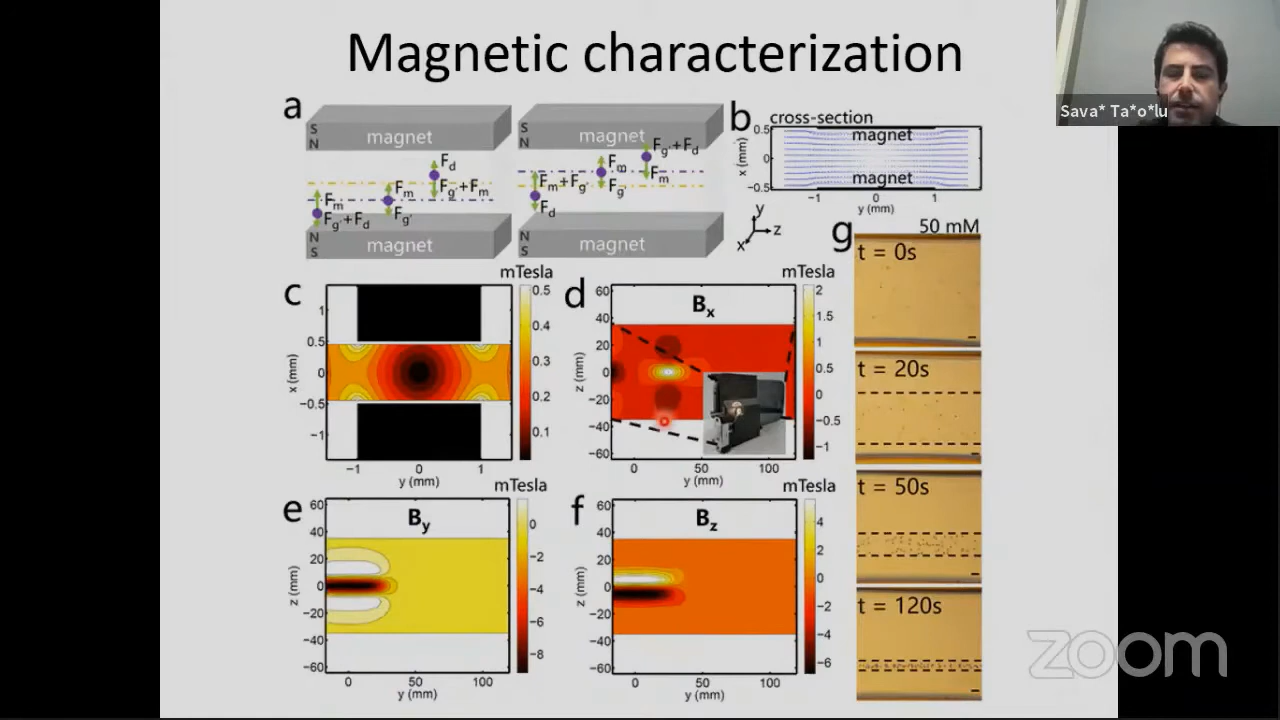 Magnetic characterization
Sava* Ta*o*lu
a
S
N
magnet
F_d
F_m
F_g'+F_m
F_m
F_g'+F_d
F_g'
N
S
magnet
S
N
magnet
F_g'+F_d
F_m
F_m+F_g'
F_g'
F_m
F_d
N
S
magnet
y
z
x
b
cross-section
magnet
magnet
x (mm)
0.5
0
−0.5
−1
0
1
y (mm)
c
mTesla
0.5
0.4
0.3
0.2
0.1
x (mm)
1
0.5
0
−0.5
−1
−1
0
1
y (mm)
d
mTesla
Bx
2
1.5
1
0.5
0
−0.5
−1
z (mm)
60
40
20
0
−20
−40
−60
0
50
100
y (mm)
e
mTesla
By
0
−2
−4
−6
−8
z (mm)
60
40
20
0
−20
−40
−60
0
50
100
y (mm)
f
mTesla
Bz
4
2
0
−2
−4
−6
z (mm)
60
40
20
0
−20
−40
−60
0
50
100
y (mm)
g
50 mM
t = 0s
t = 20s
t = 50s
t = 120s
zoom